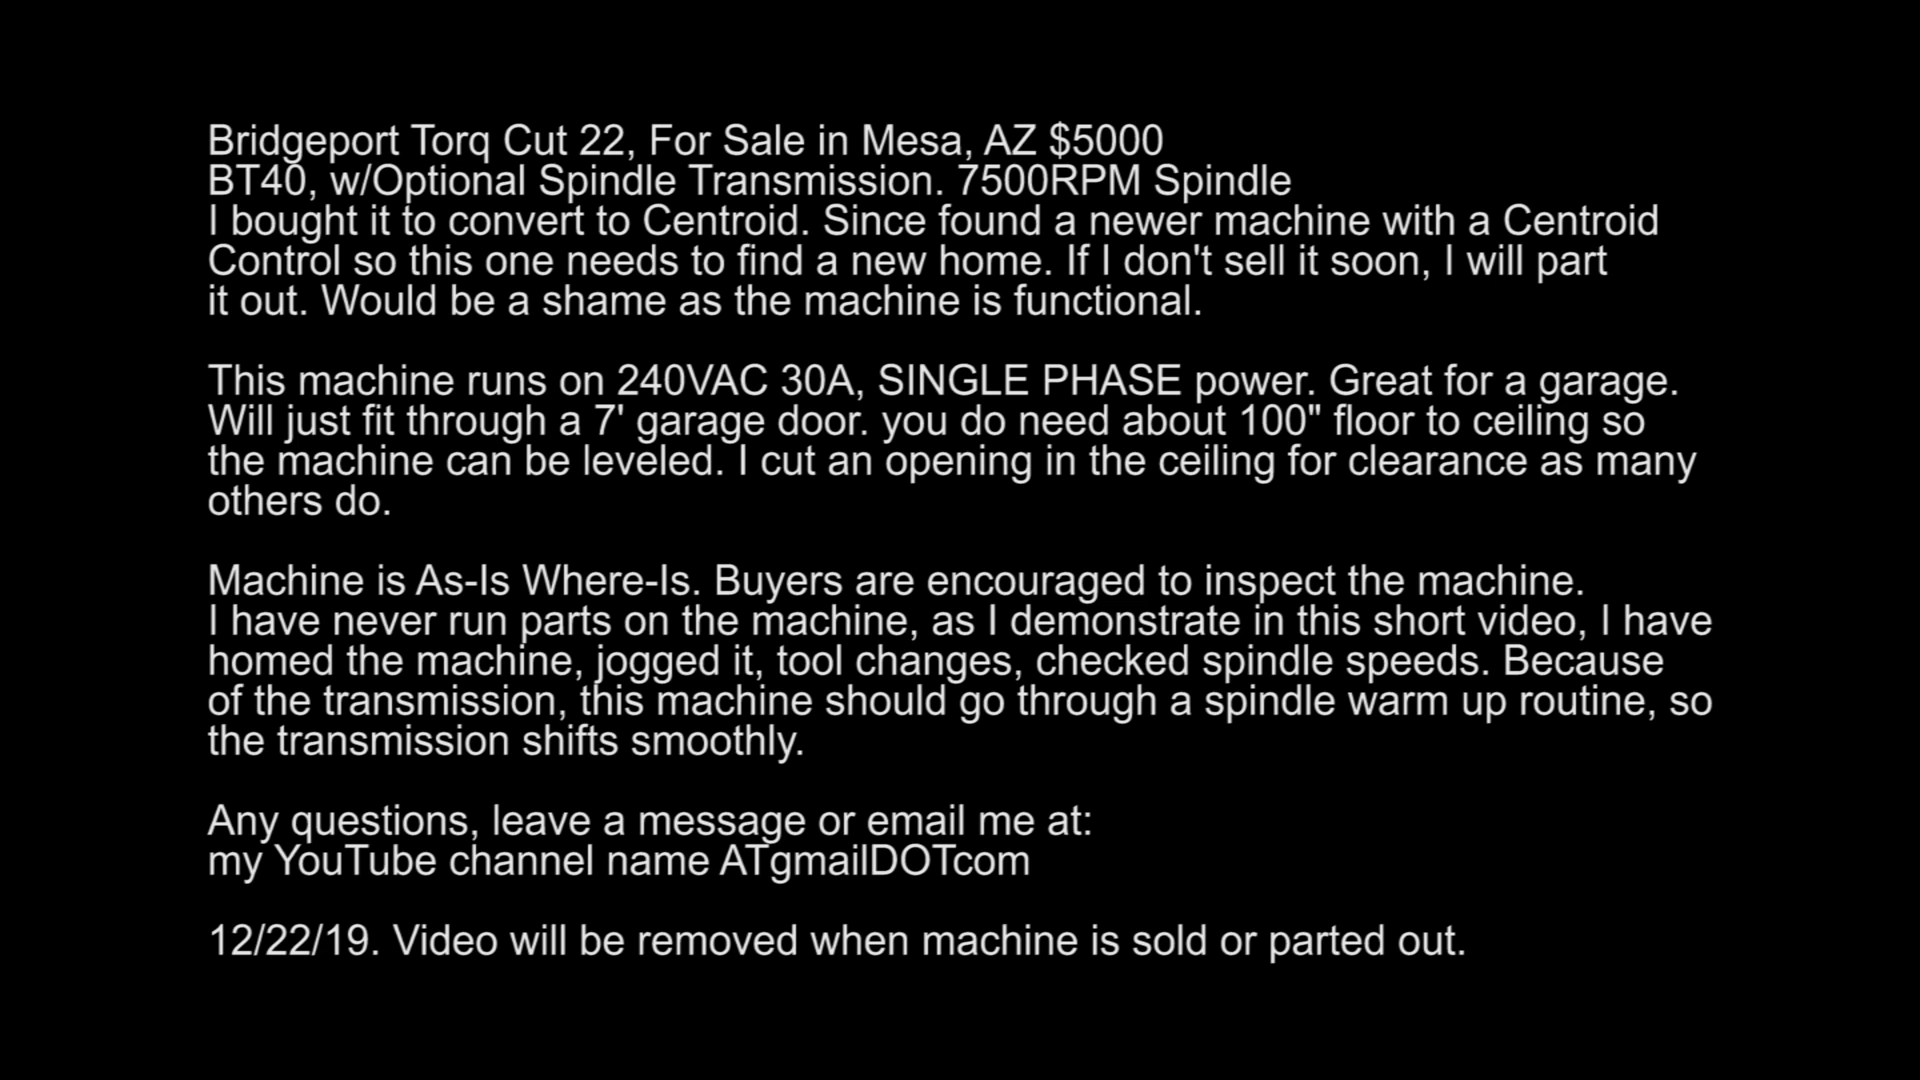 Bridgeport Torq Cut 22, For Sale in Mesa, AZ $5000
BT40, w/Optional Spindle Transmission. 7500RPM Spindle
I bought it to convert to Centroid. Since found a newer machine with a Centroid
Control so this one needs to find a new home. If I don't sell it soon, I will part
it out. Would be a shame as the machine is functional.
This machine runs on 240VAC 30A, SINGLE PHASE power. Great for a garage.
Will just fit through a 7' garage door. you do need about 100" floor to ceiling so
the machine can be leveled. I cut an opening in the ceiling for clearance as many
others do.
Machine is As-Is Where-Is. Buyers are encouraged to inspect the machine.
I have never run parts on the machine, as I demonstrate in this short video, I have
homed the machine, jogged it, tool changes, checked spindle speeds. Because
of the transmission, this machine should go through a spindle warm up routine, so
the transmission shifts smoothly.
Any questions, leave a message or email me at:
my YouTube channel name ATgmailDOTcom
12/22/19. Video will be removed when machine is sold or parted out.